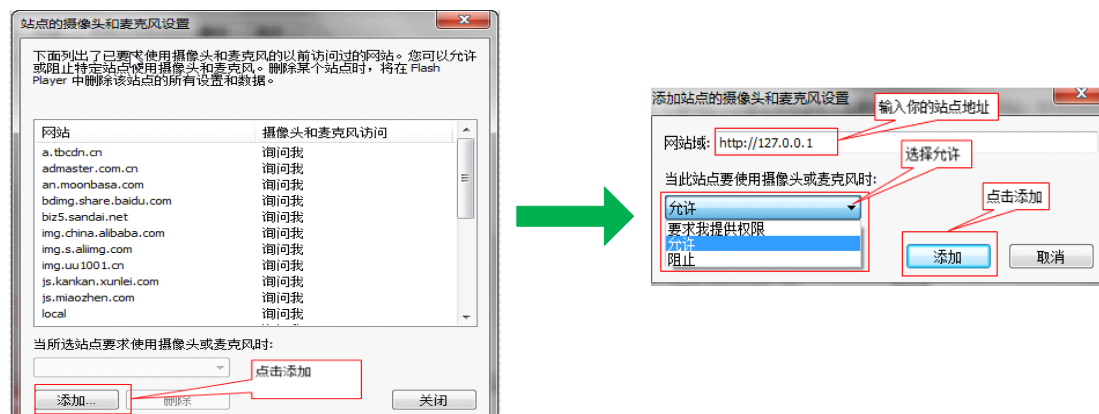 站点的摄像头和麦克风设置
下面列出了已要求使用摄像头和麦克风的以前访问过的网站。您可以允许
或阻止特定站点使用摄像头和麦克风。删除某个站点时，将在 Flash
Player 中删除该站点的所有设置和数据。
网站 摄像头和麦克风访问
a.tbcdn.cn 询问我
admaster.com.cn 询问我
an.moonbasa.com 询问我
bdimg.share.baidu.com 询问我
biz5.sandai.net 询问我
img.china.alibaba.com 询问我
img.s.aliimg.com 询问我
img.uu1001.cn 询问我
js.kankan.xunlei.com 询问我
js.miaozhen.com 询问我
local 询问我
当所选站点要求使用摄像头或麦克风时:
点击添加
添加... 删除 关闭
添加站点的摄像头和麦克风设置
输入你的站点地址
网站域: http://127.0.0.1
选择允许
当此站点要使用摄像头或麦克风时:
允许
点击添加
要求我提供权限
允许
阻止
添加 取消